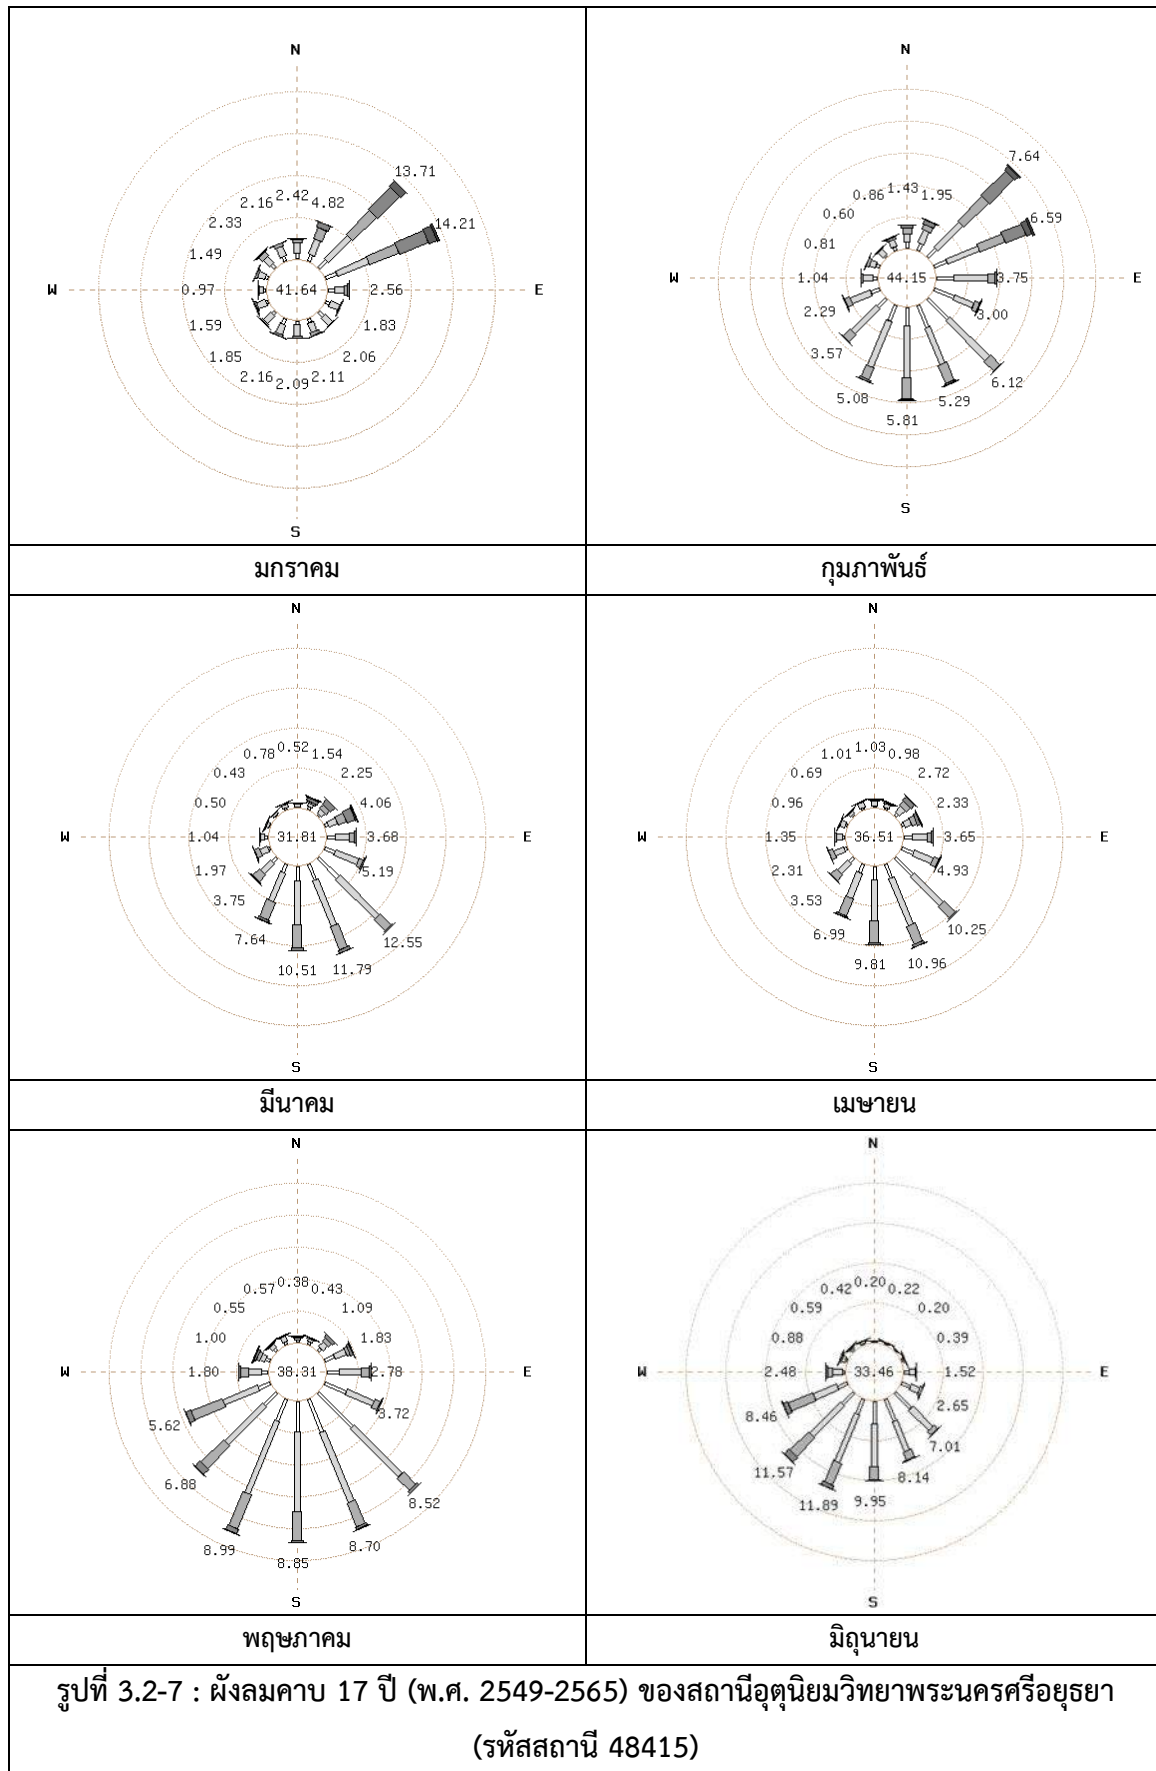 N
13.71
2.16 2.42 4.82
2.33
14.21
1.49
W 0.97 41.64 2.56 E
1.59 1.83
1.85 2.06
2.16 2.09 2.11
S
มกราคม
N
7.64
0.86 1.43 1.95
0.60 6.59
0.81
W 1.04 44.15 3.75 E
2.29 3.00
3.57 6.12
5.08 5.29
5.81
S
กุมภาพันธ์
N
0.78 0.52 1.54
0.43 2.25
0.50 4.06
W 1.04 31.81 3.68 E
1.97 5.19
3.75
7.64 12.55
10.51 11.79
S
มีนาคม
N
1.01 1.03 0.98
0.69 2.72
0.96 2.33
W 1.35 36.51 3.65 E
2.31 4.93
3.53
6.99 10.25
9.81 10.96
S
เมษายน
N
0.57 0.38 0.43
0.55 1.09
1.00 1.83
W 1.80 38.31 2.78 E
3.72
5.62
6.88
8.52
8.99 8.70
8.85
S
พฤษภาคม
N
0.42 0.20 0.22
0.59 0.20
0.88 0.39
W 2.48 33.46 1.52 E
8.46 2.65
7.01
11.57 8.14
11.89 9.95
S
มิถุนายน
รูปที่ 3.2-7 : ผังลมคาบ 17 ปี (พ.ศ. 2549-2565) ของสถานีอุตุนิยมวิทยาพระนครศรีอยุธยา
(รหัสสถานี 48415)